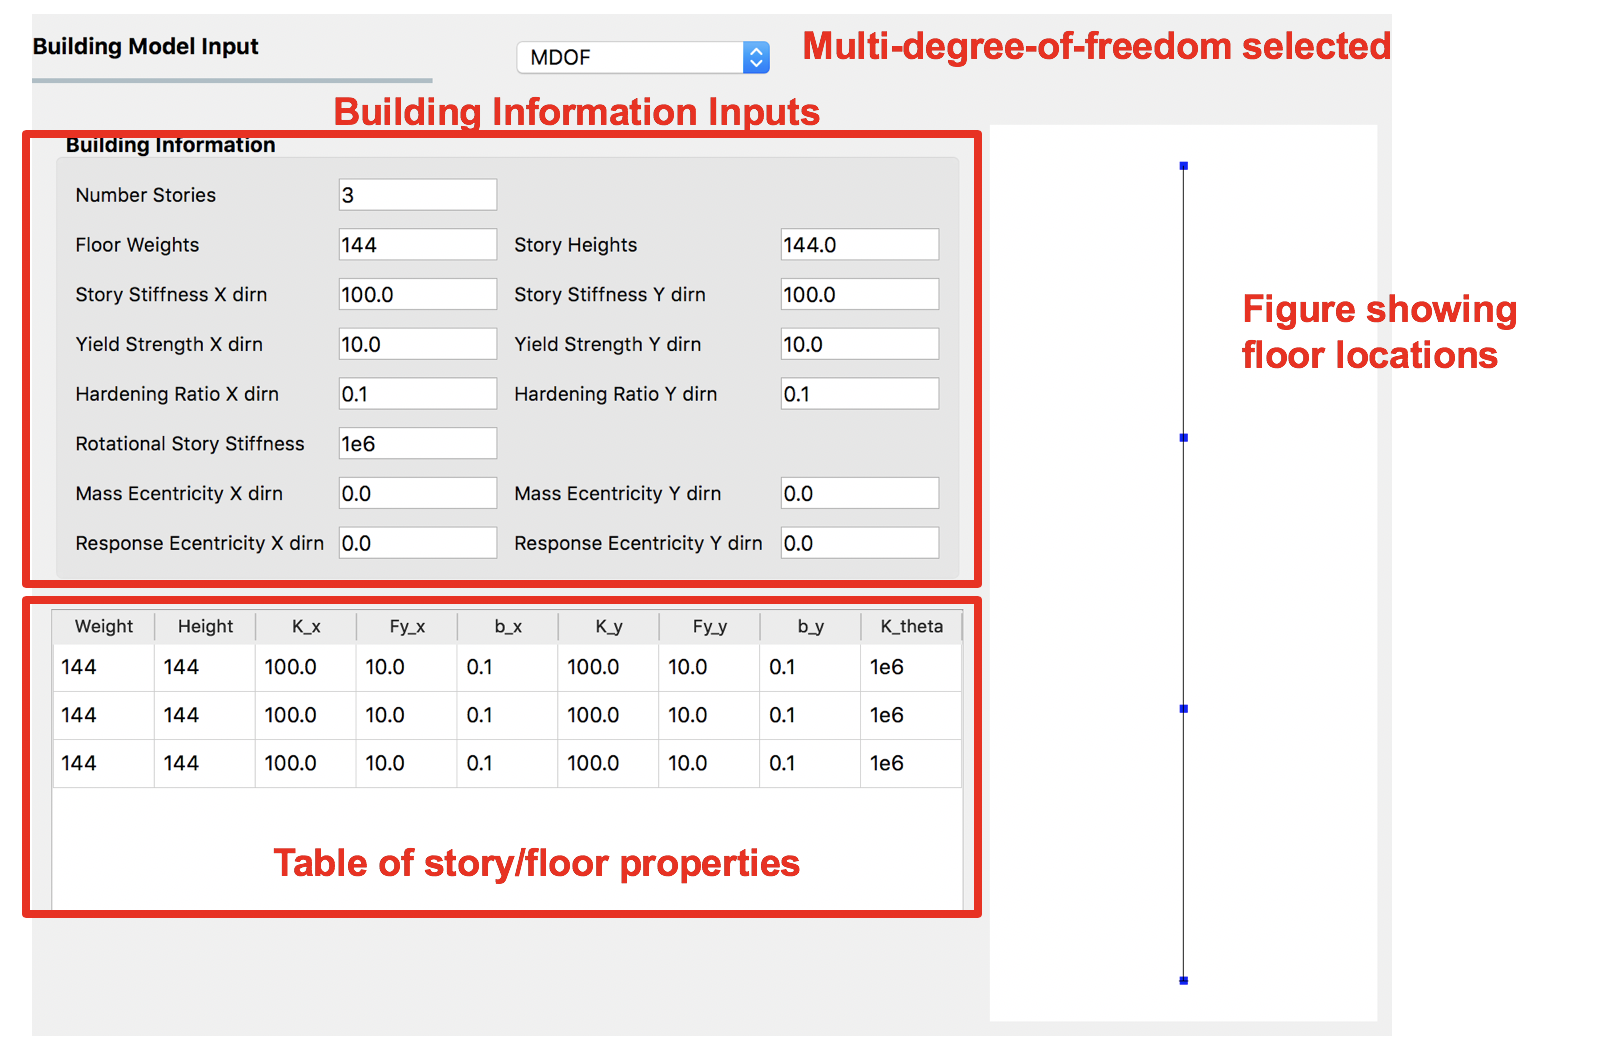 Building Model Input
MDOF
Multi-degree-of-freedom selected
Building Information Inputs
Building Information
Number Stories 3
Floor Weights 144 Story Heights 144.0
Story Stiffness X dirn 100.0 Story Stiffness Y dirn 100.0
Yield Strength X dirn 10.0 Yield Strength Y dirn 10.0
Hardening Ratio X dirn 0.1 Hardening Ratio Y dirn 0.1
Rotational Story Stiffness 1e6
Mass Ecentricity X dirn 0.0 Mass Ecentricity Y dirn 0.0
Response Ecentricity X dirn 0.0 Response Ecentricity Y dirn 0.0
Figure showing
floor locations
Weight Height K_x Fy_x b_x K_y Fy_y b_y K_theta
144 144 100.0 10.0 0.1 100.0 10.0 0.1 1e6
144 144 100.0 10.0 0.1 100.0 10.0 0.1 1e6
144 144 100.0 10.0 0.1 100.0 10.0 0.1 1e6
Table of story/floor properties